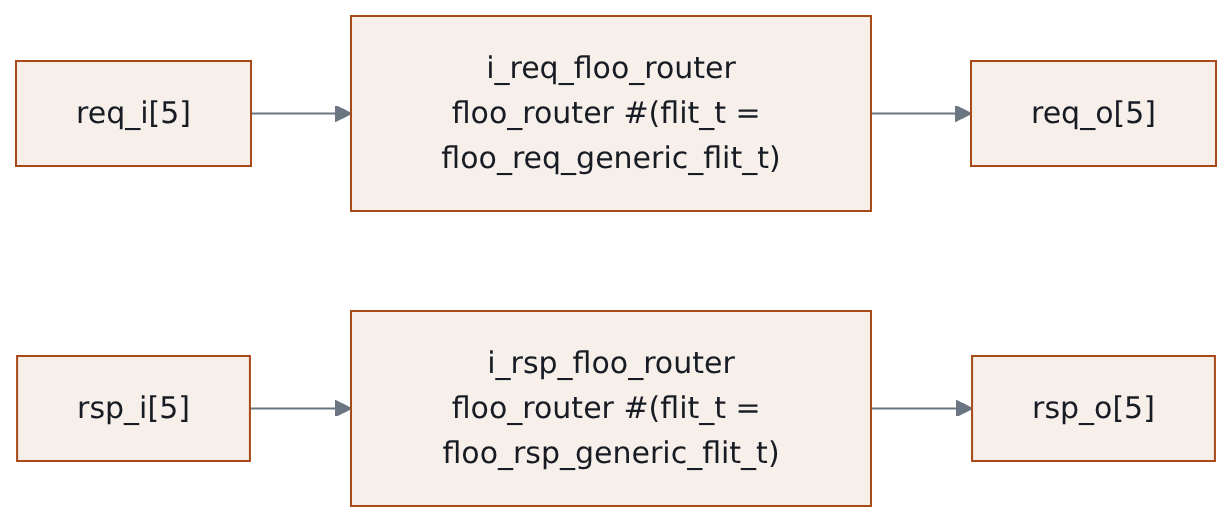 req_i[5]
i_req_floo_router
floo_router #(flit_t =
floo_req_generic_flit_t)
req_o[5]
rsp_i[5]
i_rsp_floo_router
floo_router #(flit_t =
floo_rsp_generic_flit_t)
rsp_o[5]